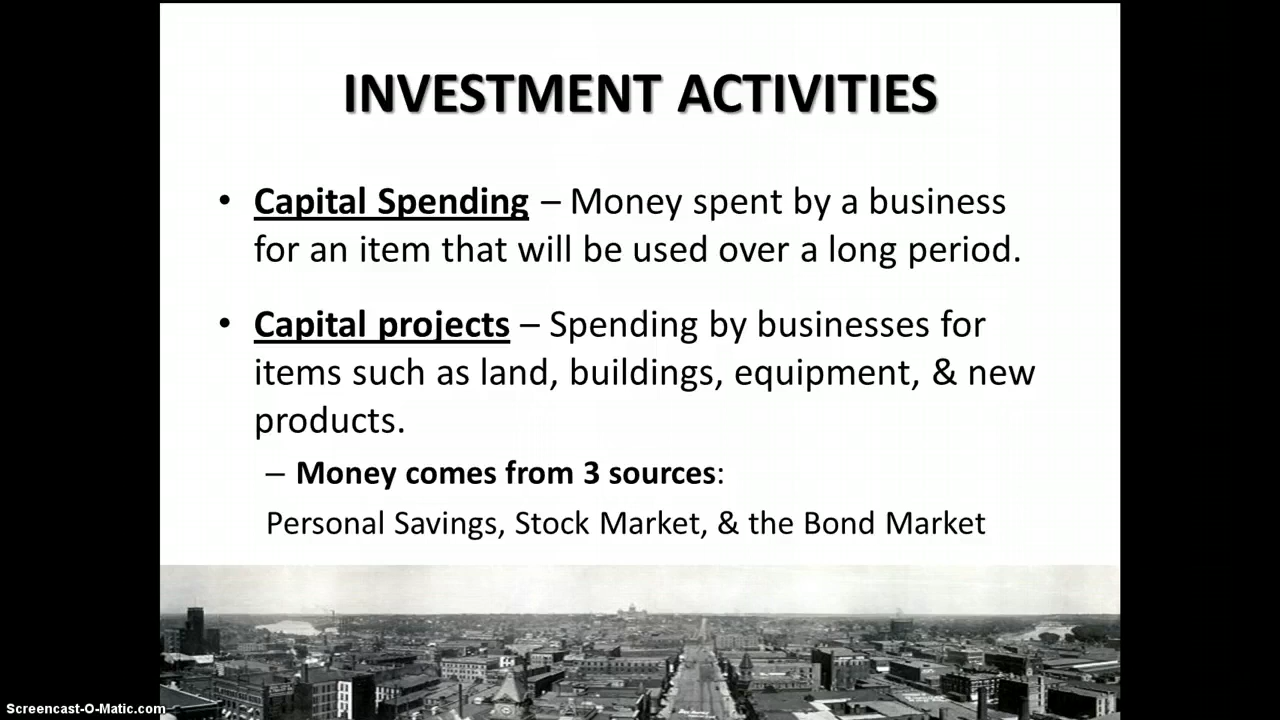 INVESTMENT ACTIVITIES
• Capital Spending – Money spent by a business
for an item that will be used over a long period.
• Capital projects – Spending by businesses for
items such as land, buildings, equipment, & new
products.
– Money comes from 3 sources:
Personal Savings, Stock Market, & the Bond Market
Screencast-O-Matic.com